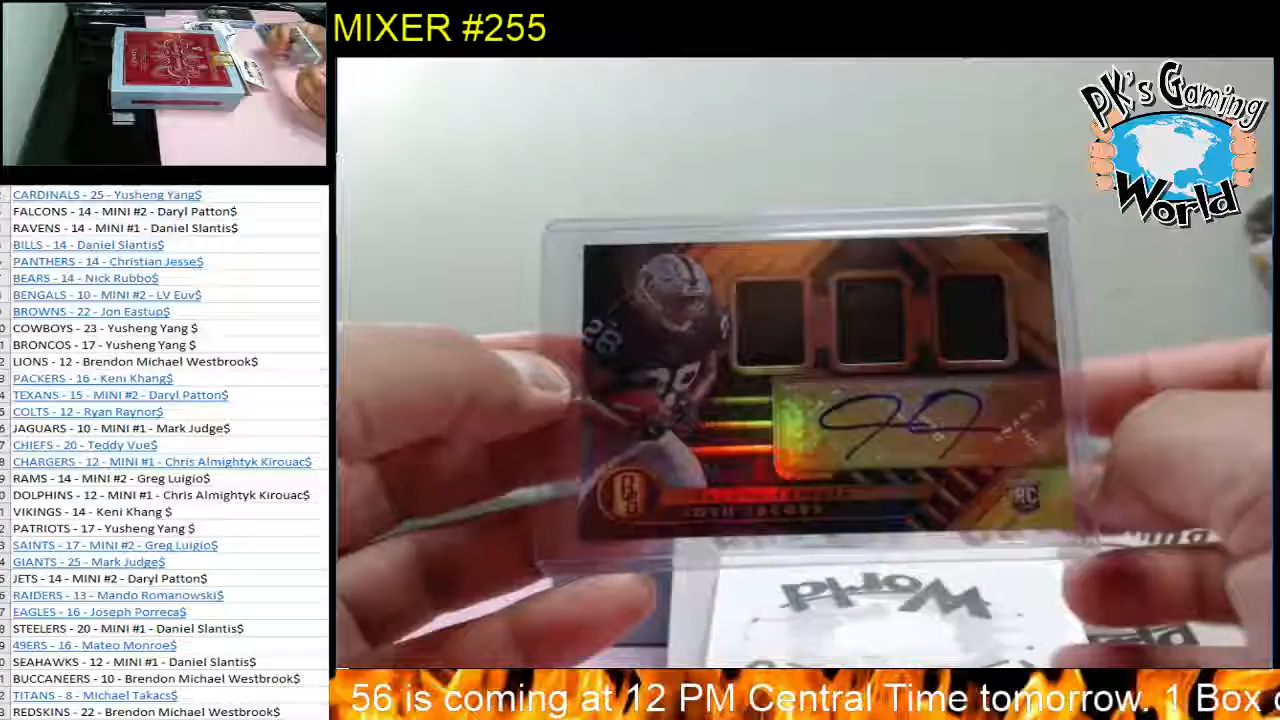 MIXER #255
PK's Gaming
World
CARDINALS - 25 - Yusheng Yang$
FALCONS - 14 - MINI #2 - Daryl Patton$
RAVENS - 14 - MINI #1 - Daniel Slantis$
BILLS - 14 - Daniel Slantis$
PANTHERS - 14 - Christian Jesse$
BEARS - 14 - Nick Rubbo$
BENGALS - 10 - MINI #2 - LV Euv$
BROWNS - 22 - Jon Eastup$
COWBOYS - 23 - Yusheng Yang $
BRONCOS - 17 - Yusheng Yang $
LIONS - 12 - Brendon Michael Westbrook$
PACKERS - 16 - Keni Khang$
TEXANS - 15 - MINI #2 - Daryl Patton$
COLTS - 12 - Ryan Raynor$
JAGUARS - 10 - MINI #1 - Mark Judge$
CHIEFS - 20 - Teddy Vue$
CHARGERS - 12 - MINI #1 - Chris Almightyk Kirouac$
RAMS - 14 - MINI #2 - Greg Luigio$
DOLPHINS - 12 - MINI #1 - Chris Almightyk Kirouac$
VIKINGS - 14 - Keni Khang $
PATRIOTS - 17 - Yusheng Yang $
SAINTS - 17 - MINI #2 - Greg Luigio$
GIANTS - 25 - Mark Judge$
JETS - 14 - MINI #2 - Daryl Patton$
RAIDERS - 13 - Mando Romanowski$
EAGLES - 16 - Joseph Porreca$
STEELERS - 20 - MINI #1 - Daniel Slantis$
49ERS - 16 - Mateo Monroe$
SEAHAWKS - 12 - MINI #1 - Daniel Slantis$
BUCCANEERS - 10 - Brendon Michael Westbrook$
TITANS - 8 - Michael Takacs$
REDSKINS - 22 - Brendon Michael Westbrook$
28
28
JOSH JACOBS
RC
World
56 is coming at 12 PM Central Time tomorrow. 1 Box